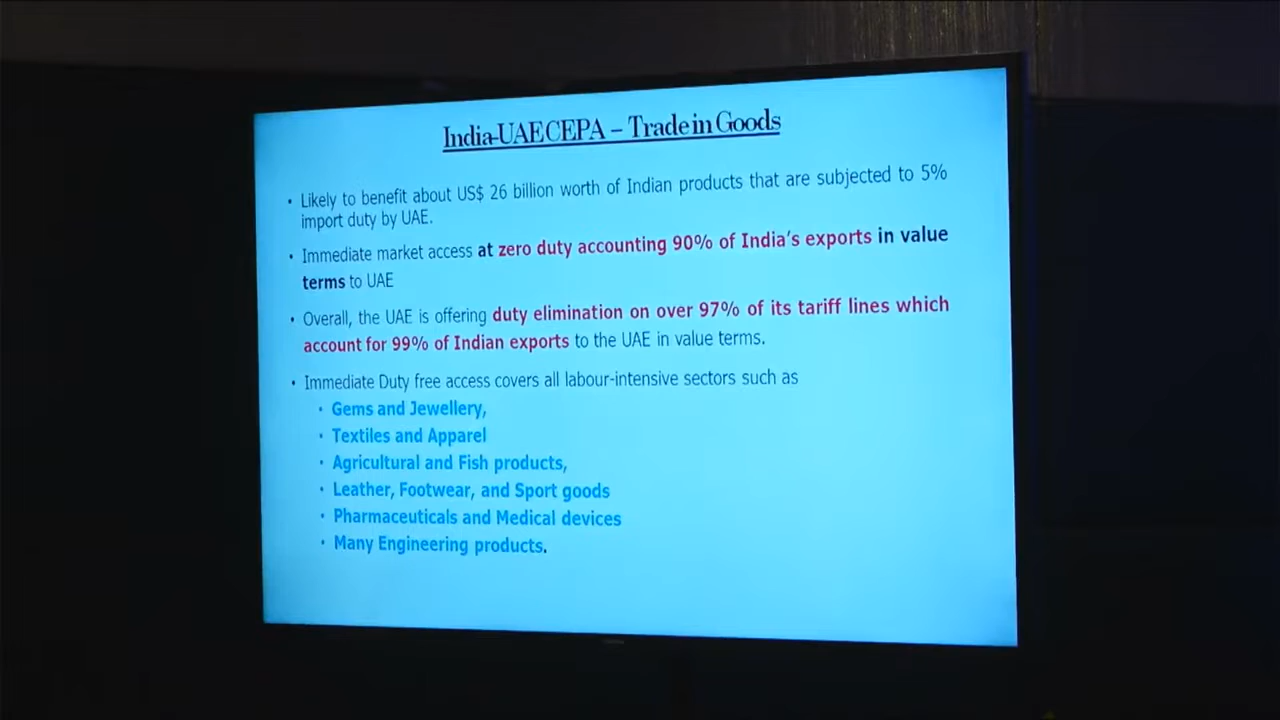 India-UAE CEPA – Trade in Goods
• Likely to benefit about US$ 26 billion worth of Indian products that are subjected to 5%
import duty by UAE.
• Immediate market access at zero duty accounting 90% of India's exports in value
terms to UAE
• Overall, the UAE is offering duty elimination on over 97% of its tariff lines which
account for 99% of Indian exports to the UAE in value terms.
• Immediate Duty free access covers all labour-intensive sectors such as
• Gems and Jewellery,
• Textiles and Apparel
• Agricultural and Fish products,
• Leather, Footwear, and Sport goods
• Pharmaceuticals and Medical devices
• Many Engineering products.